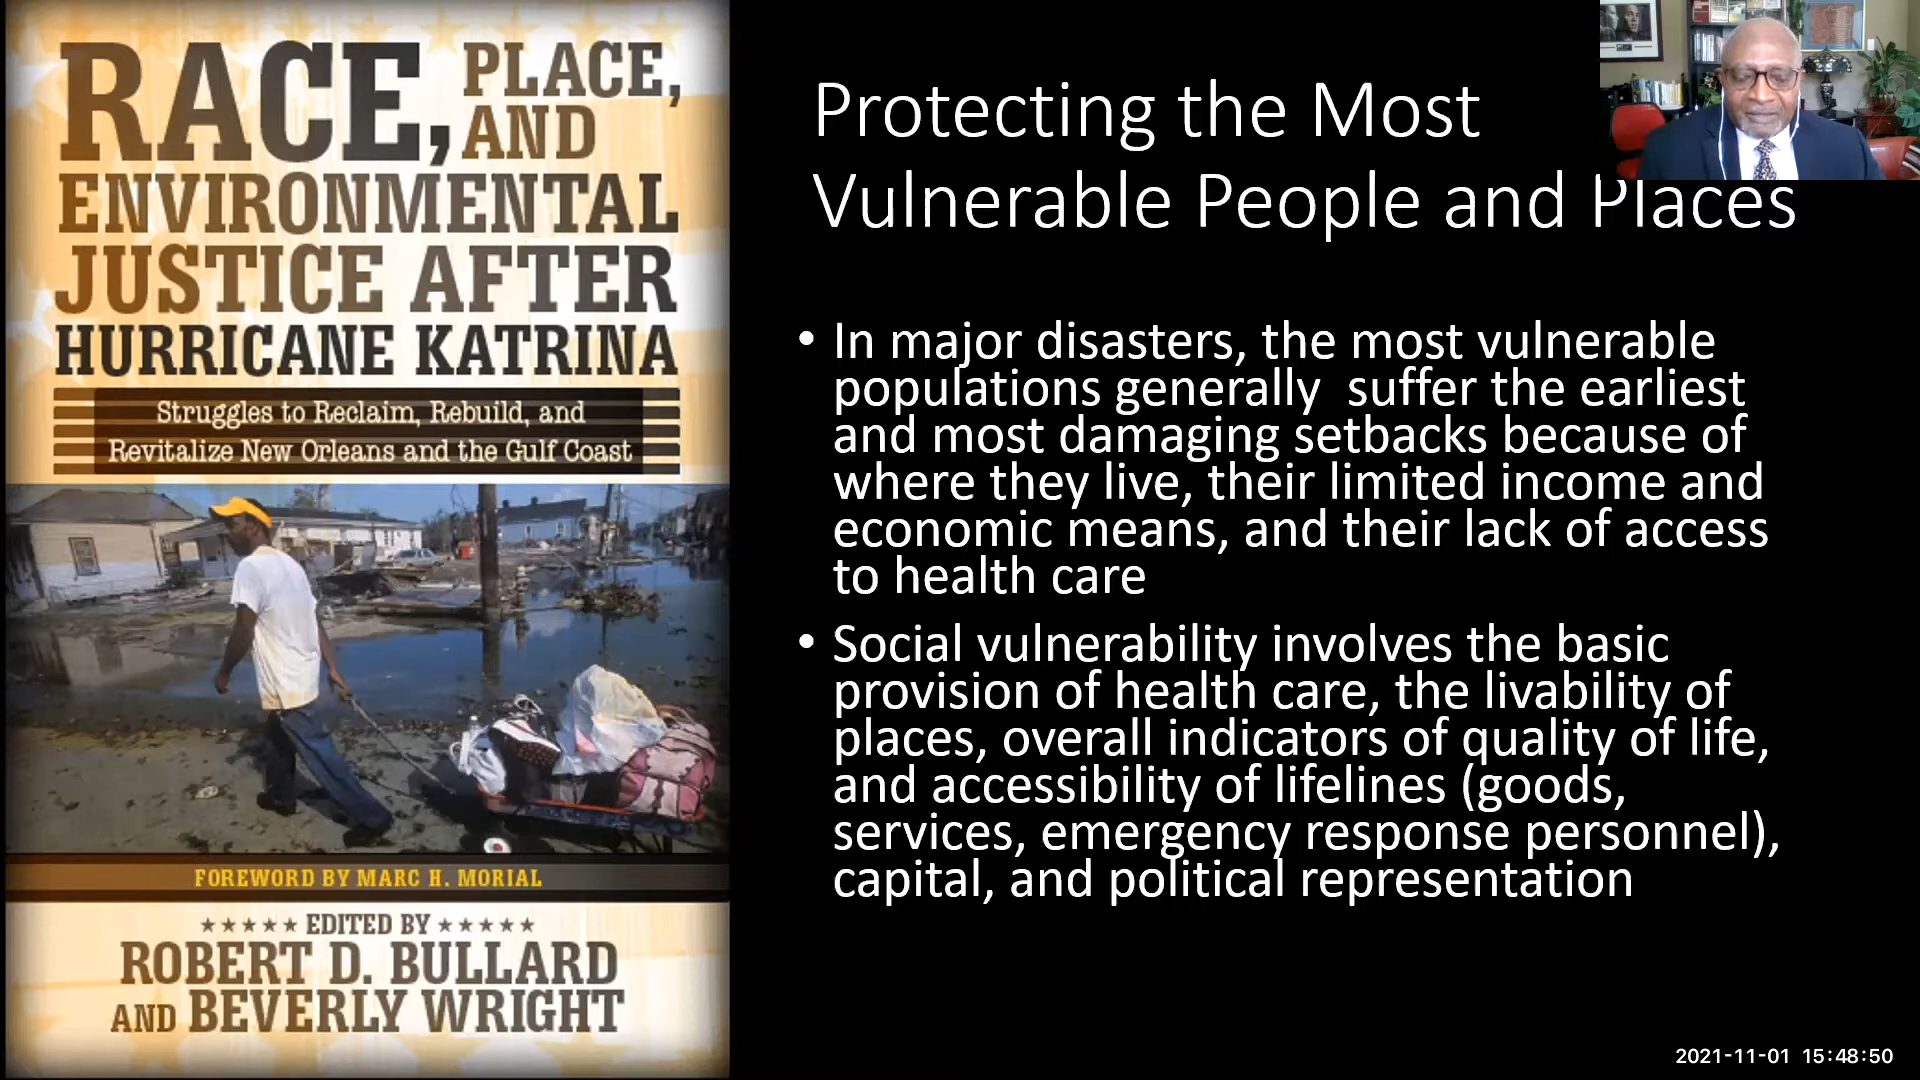 RACE, PLACE,
AND
ENVIRONMENTAL
JUSTICE AFTER
HURRICANE KATRINA
Struggles to Reclaim, Rebuild, and
Revitalize New Orleans and the Gulf Coast
FOREWORD BY MARC H. MORIAL
★★★★★ EDITED BY ★★★★★
ROBERT D. BULLARD
AND BEVERLY WRIGHT
Protecting the Most
Vulnerable People and Places
• In major disasters, the most vulnerable
populations generally  suffer the earliest
and most damaging setbacks because of
where they live, their limited income and
economic means, and their lack of access
to health care
• Social vulnerability involves the basic
provision of health care, the livability of
places, overall indicators of quality of life,
and accessibility of lifelines (goods,
services, emergency response personnel),
capital, and political representation
2021-11-01 15:48:50